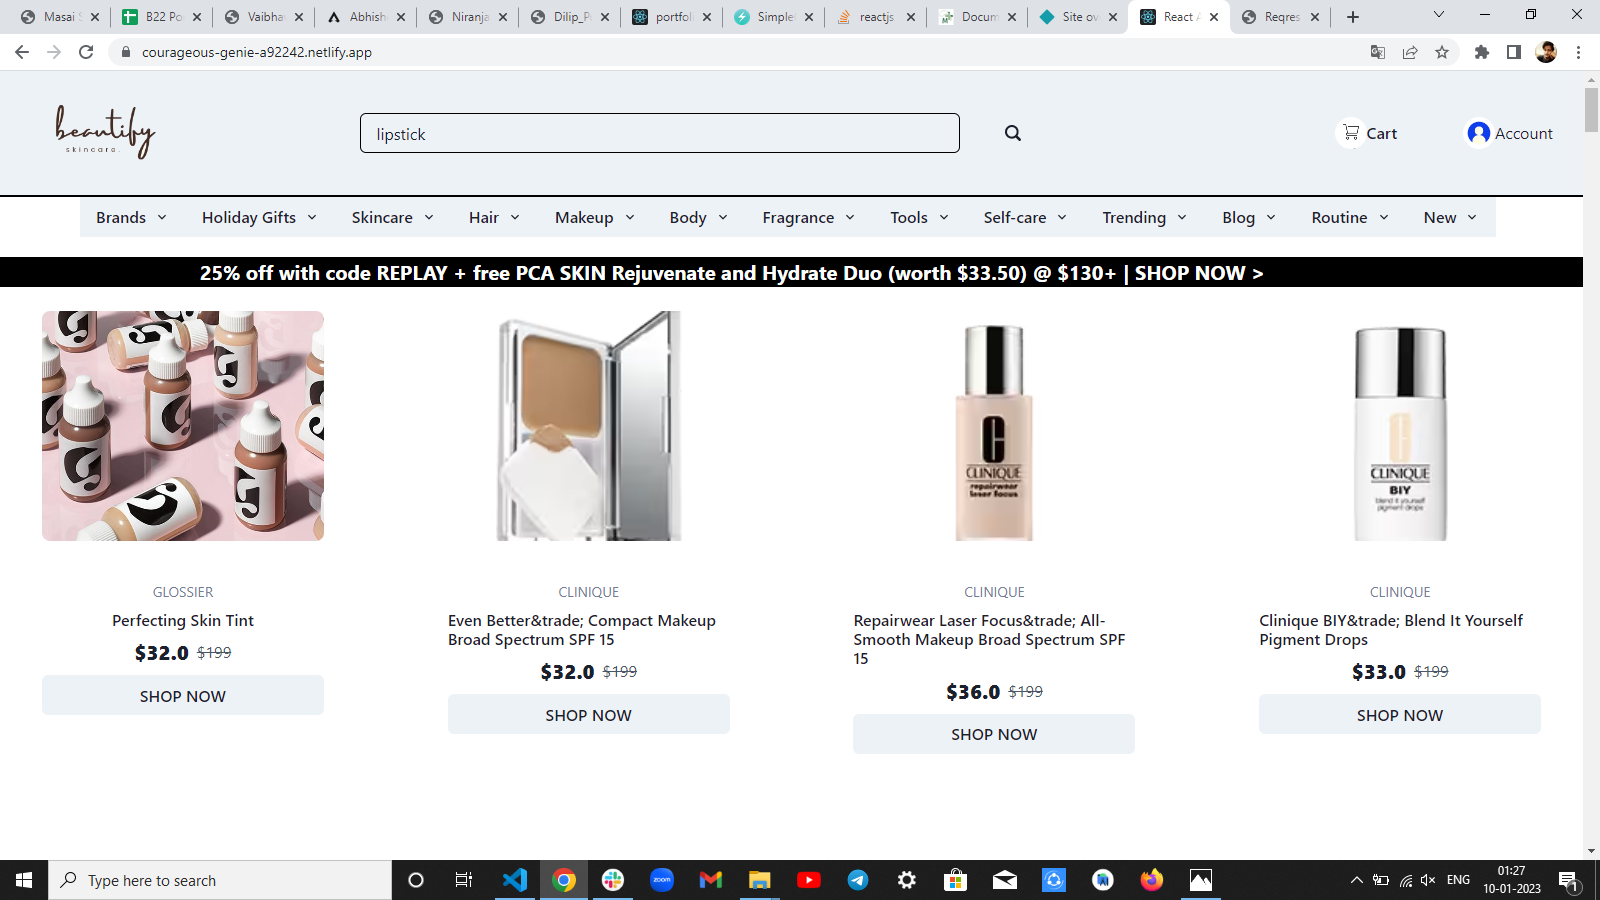 Masai S
B22 Po
Vaibhav
Abhish
Niranja
Dilip_P
portfoli
Simplel
reactjs
Docum
Site ov
React A
Reqres
courageous-genie-a92242.netlify.app
beautify
skincare.
lipstick
Cart
Account
Brands
Holiday Gifts
Skincare
Hair
Makeup
Body
Fragrance
Tools
Self-care
Trending
Blog
Routine
New
25% off with code REPLAY + free PCA SKIN Rejuvenate and Hydrate Duo (worth $33.50) @ $130+ | SHOP NOW >
CLINIQUE
repairwear
laser focus
CLINIQUE
BIY
blend it yourself
pigment drops
GLOSSIER
Perfecting Skin Tint
$32.0 $199
SHOP NOW
CLINIQUE
Even Better&trade; Compact Makeup
Broad Spectrum SPF 15
$32.0 $199
SHOP NOW
CLINIQUE
Repairwear Laser Focus&trade; All-
Smooth Makeup Broad Spectrum SPF
15
$36.0 $199
SHOP NOW
CLINIQUE
Clinique BIY&trade; Blend It Yourself
Pigment Drops
$33.0 $199
SHOP NOW
Type here to search
zoom
ENG
01:27
10-01-2023
1